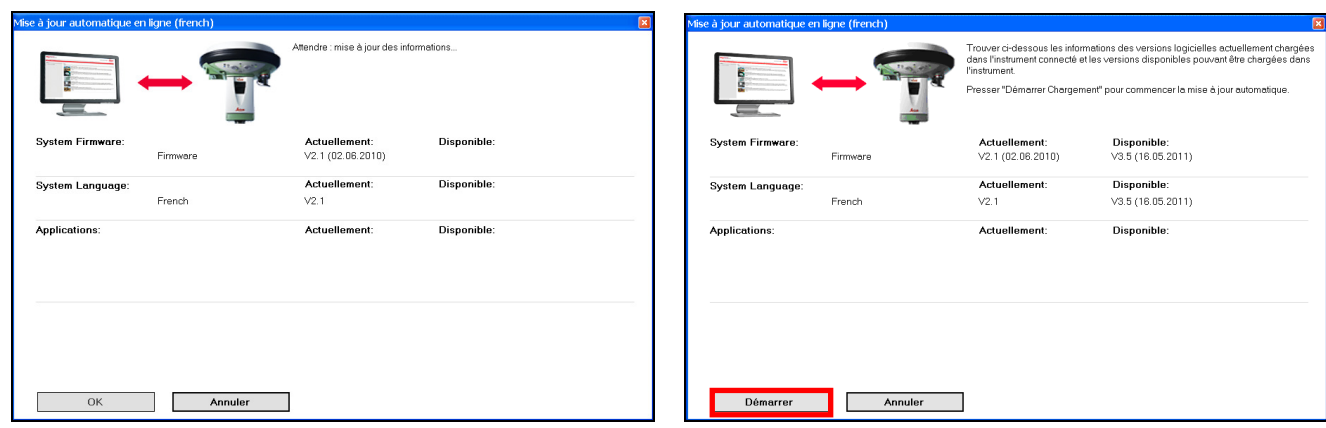 Mise à jour automatique en ligne (french)
Attendre : mise à jour des informations...
System Firmware:
Actuellement:
Disponible:
Firmware
V2.1 (02.06.2010)
System Language:
Actuellement:
Disponible:
French
V2.1
Applications:
Actuellement:
Disponible:
OK
Annuler
Mise à jour automatique en ligne (french)
Trouver ci-dessous les informations des versions logicielles actuellement chargées
dans l'instrument connecté et les versions disponibles pouvant être chargées dans
l'instrument.
Presser "Démarrer Chargement" pour commencer la mise à jour automatique.
System Firmware:
Actuellement:
Disponible:
Firmware
V2.1 (02.06.2010)
V3.5 (16.05.2011)
System Language:
Actuellement:
Disponible:
French
V2.1
V3.5 (16.05.2011)
Applications:
Actuellement:
Disponible:
Démarrer
Annuler